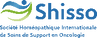 Shisso
Société Homéopathique Internationale
de Soins de Support en Oncologie